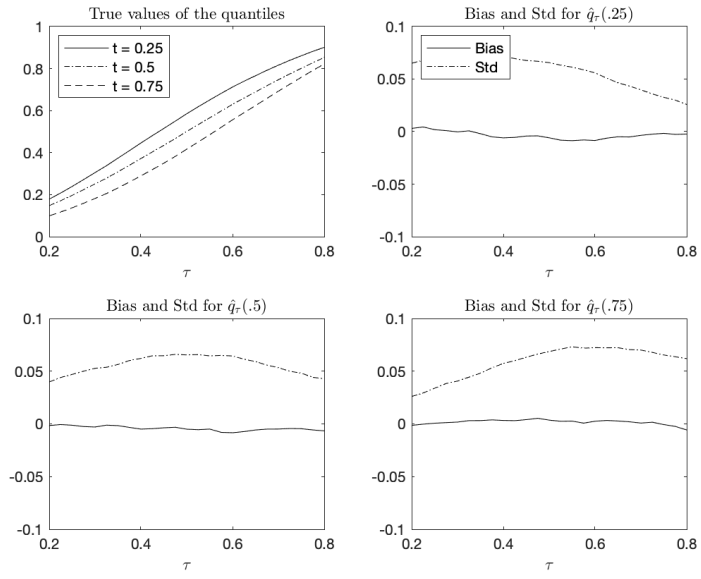 True values of the quantiles
1
0.8
0.6
0.4
0.2
0
t = 0.25
t = 0.5
t = 0.75
0.2 0.4 0.6 0.8
τ
Bias and Std for q̂τ(.25)
0.1
0.05
0
-0.05
-0.1
Bias
Std
0.2 0.4 0.6 0.8
τ
Bias and Std for q̂τ(.5)
0.1
0.05
0
-0.05
-0.1
0.2 0.4 0.6 0.8
τ
Bias and Std for q̂τ(.75)
0.1
0.05
0
-0.05
-0.1
0.2 0.4 0.6 0.8
τ